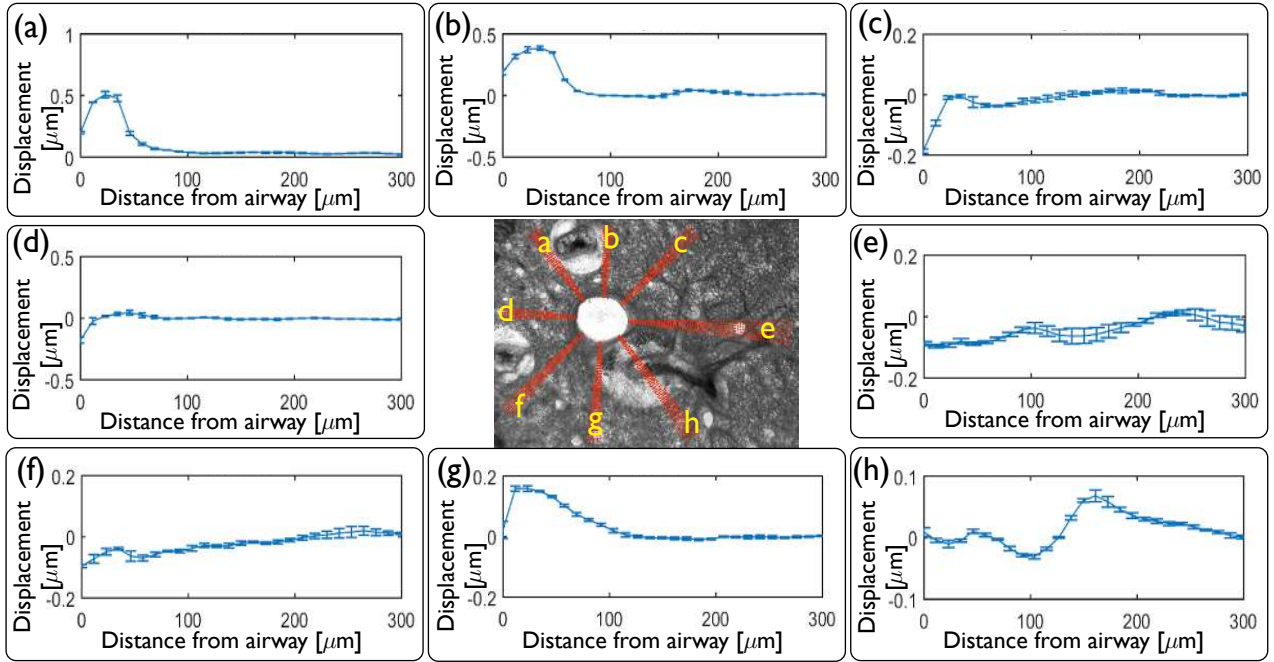 (a)
1
0.5
0
Displacement
[μm]
0
100
200
300
Distance from airway [μm]
(b)
0.5
0
-0.5
Displacement
[μm]
0
100
200
300
Distance from airway [μm]
(c)
0.2
0
-0.2
Displacement
[μm]
0
100
200
300
Distance from airway [μm]
(d)
0.5
0
-0.5
Displacement
[μm]
0
100
200
300
Distance from airway [μm]
a
b
c
d
e
f
g
h
(e)
0.2
0
-0.2
Displacement
[μm]
0
100
200
300
Distance from airway [μm]
(f)
0.2
0
-0.2
Displacement
[μm]
0
100
200
300
Distance from airway [μm]
(g)
0.2
0
0.2
Displacement
[μm]
0
100
200
300
Distance from airway [μm]
(h)
0.1
0
-0.1
Displacement
[μm]
0
100
200
300
Distance from airway [μm]